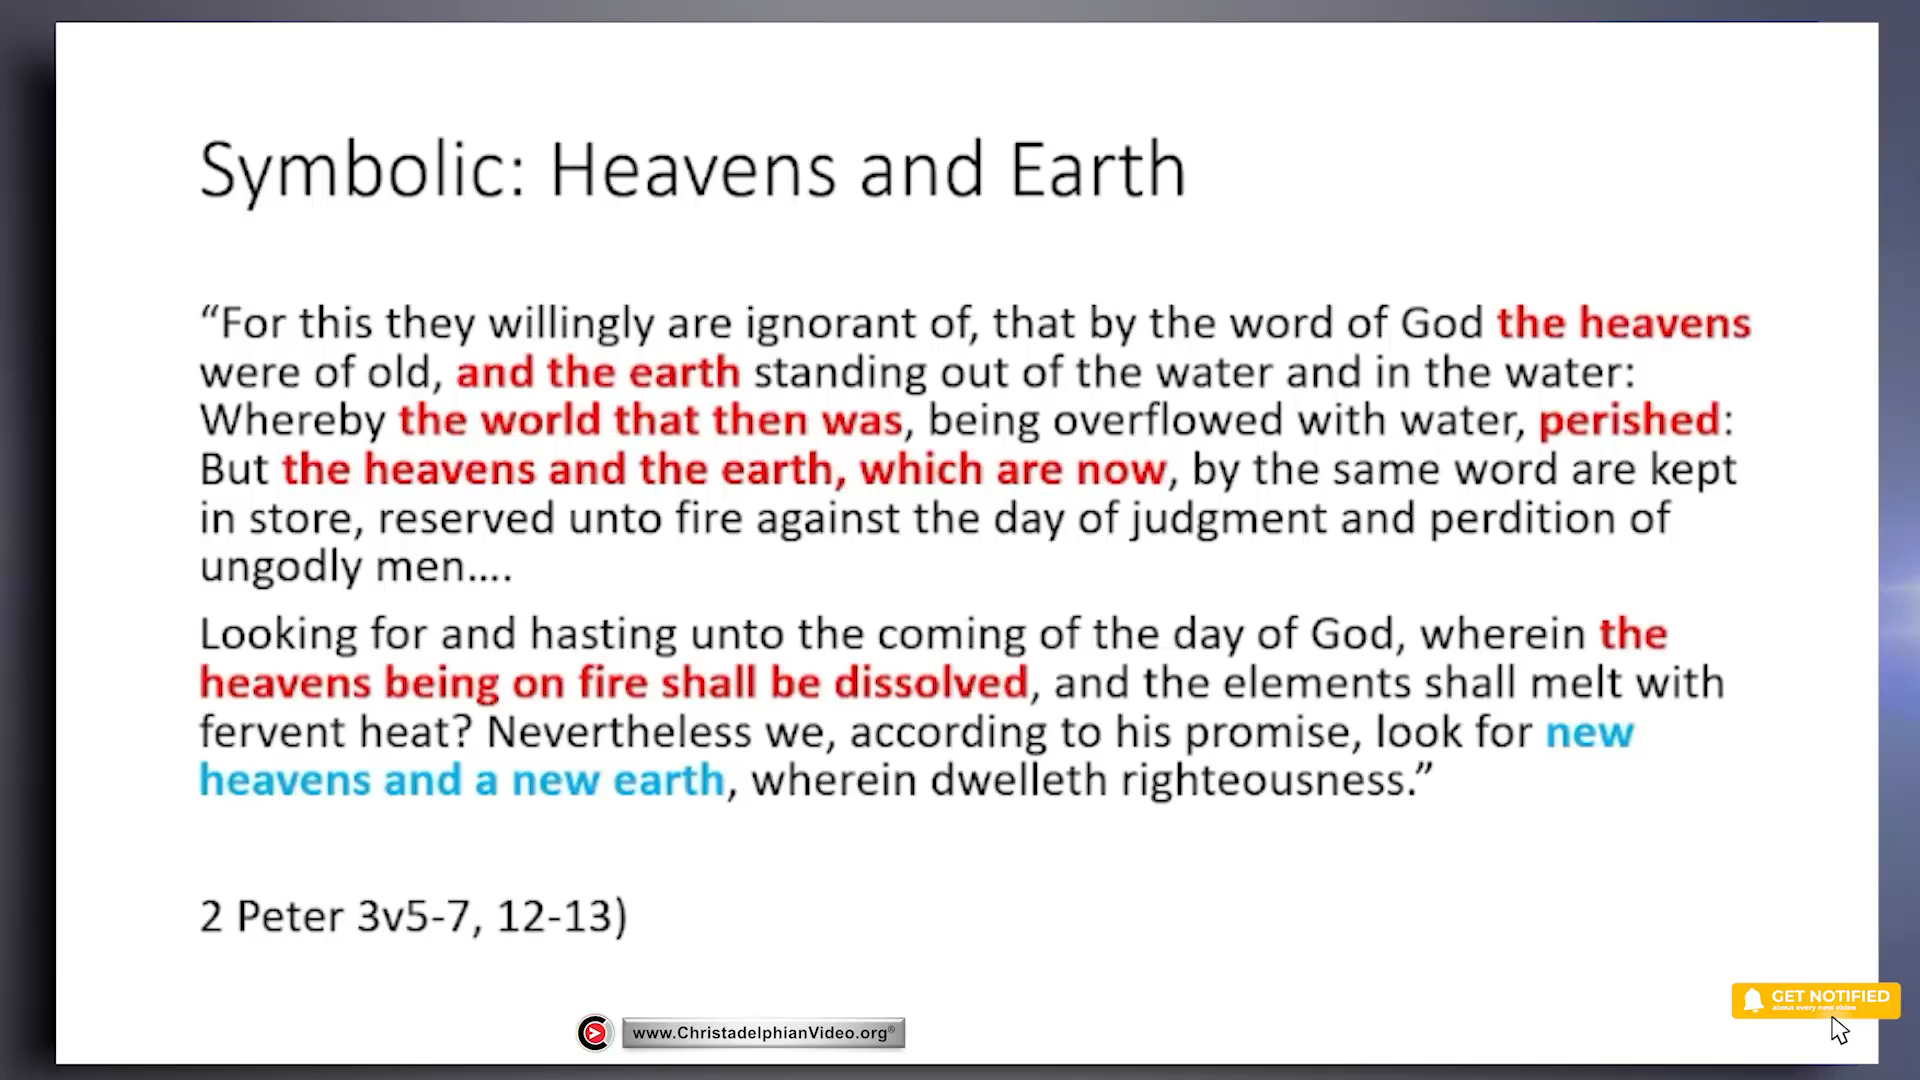 Symbolic: Heavens and Earth
“For this they willingly are ignorant of, that by the word of God the heavens
were of old, and the earth standing out of the water and in the water:
Whereby the world that then was, being overflowed with water, perished:
But the heavens and the earth, which are now, by the same word are kept
in store, reserved unto fire against the day of judgment and perdition of
ungodly men....
Looking for and hasting unto the coming of the day of God, wherein the
heavens being on fire shall be dissolved, and the elements shall melt with
fervent heat? Nevertheless we, according to his promise, look for new
heavens and a new earth, wherein dwelleth righteousness.”
2 Peter 3v5-7, 12-13)
GET NOTIFIED
about every new video
www.ChristadelphianVideo.org®